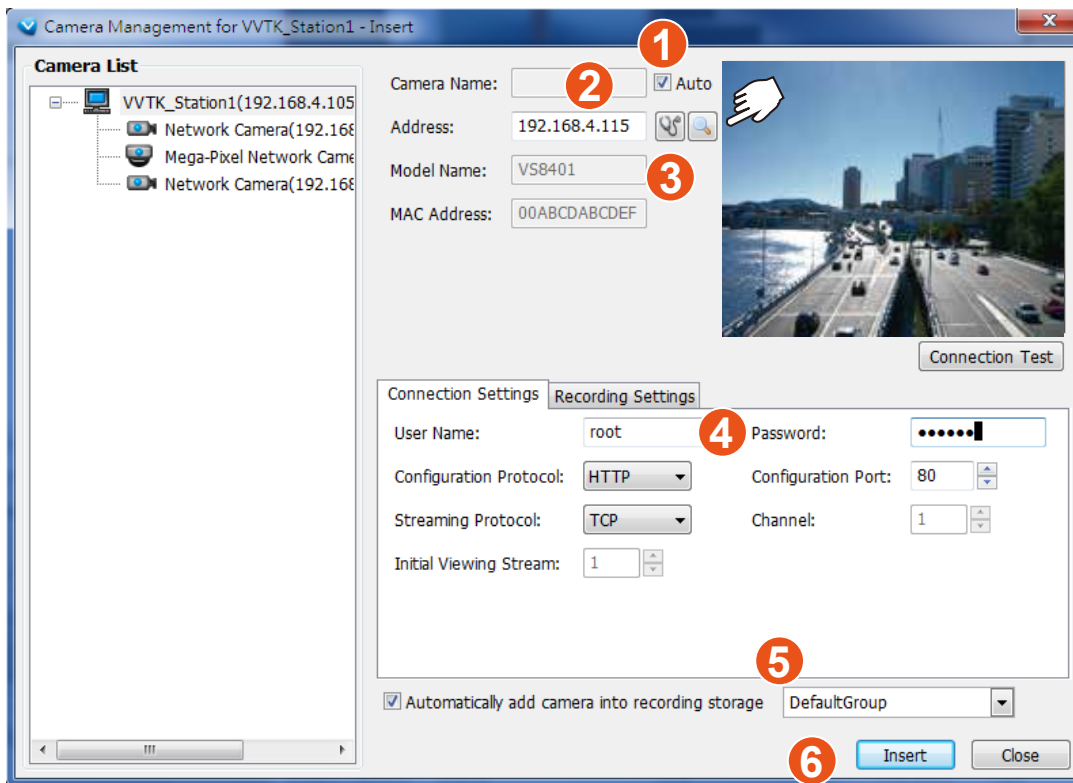 Camera Management for VVTK_Station1 - Insert
x
1
Camera List
VVTK_Station1(192.168.4.105
Network Camera(192.168
Mega-Pixel Network Came
Network Camera(192.168
Camera Name: 2 Auto
Address: 192.168.4.115
Model Name: VS8401 3
MAC Address: 00ABCDABCDEF
Connection Test
Connection Settings Recording Settings
User Name: root 4 Password: ●●●●●●
Configuration Protocol: HTTP Configuration Port: 80
Streaming Protocol: TCP Channel: 1
Initial Viewing Stream: 1
5
Automatically add camera into recording storage DefaultGroup
6 Insert Close